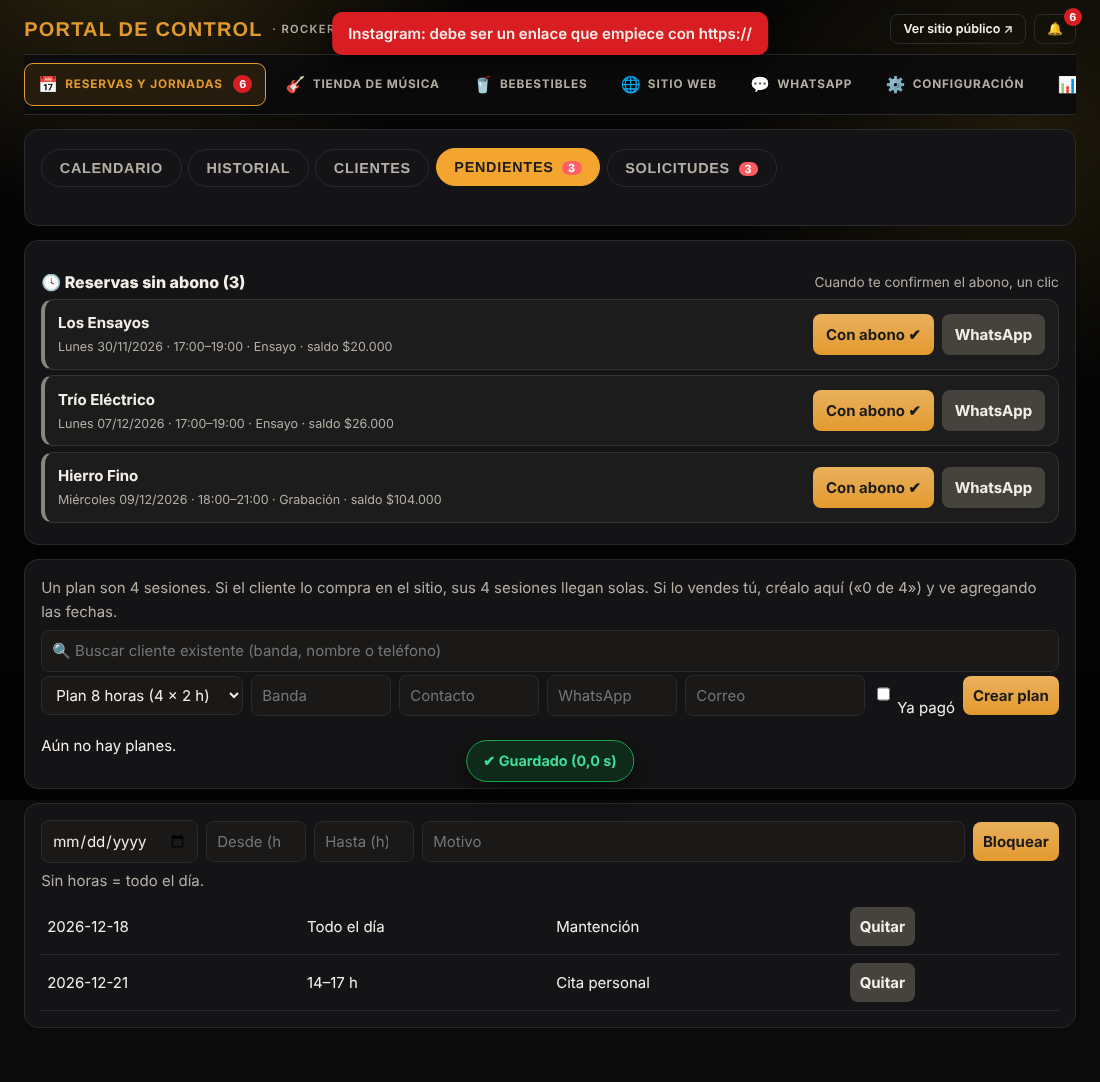 PORTAL DE CONTROL · ROCKER
Instagram: debe ser un enlace que empiece con https://
Ver sitio público ↗
🔔 6
📅 RESERVAS Y JORNADAS 6
🎸 TIENDA DE MÚSICA
🥤 BEBESTIBLES
🌐 SITIO WEB
💬 WHATSAPP
⚙️ CONFIGURACIÓN
📊
CALENDARIO
HISTORIAL
CLIENTES
PENDIENTES 3
SOLICITUDES 3
🕓 Reservas sin abono (3)
Cuando te confirmen el abono, un clic
Los Ensayos
Lunes 30/11/2026 · 17:00–19:00 · Ensayo · saldo $20.000
Con abono ✔
WhatsApp
Trío Eléctrico
Lunes 07/12/2026 · 17:00–19:00 · Ensayo · saldo $26.000
Con abono ✔
WhatsApp
Hierro Fino
Miércoles 09/12/2026 · 18:00–21:00 · Grabación · saldo $104.000
Con abono ✔
WhatsApp
Un plan son 4 sesiones. Si el cliente lo compra en el sitio, sus 4 sesiones llegan solas. Si lo vendes tú, créalo aquí («0 de 4») y ve agregando
las fechas.
🔍 Buscar cliente existente (banda, nombre o teléfono)
Plan 8 horas (4 × 2 h)
Banda
Contacto
WhatsApp
Correo
Ya pagó
Crear plan
Aún no hay planes.
✔ Guardado (0,0 s)
mm/dd/yyyy
Desde (h
Hasta (h)
Motivo
Bloquear
Sin horas = todo el día.
2026-12-18 Todo el día Mantención Quitar
2026-12-21 14–17 h Cita personal Quitar